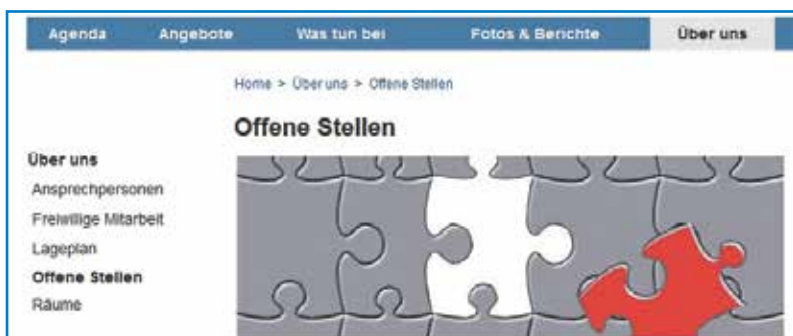 Agenda Angebote Was tun bei Fotos & Berichte Über uns
Home > Über uns > Offene Stellen
Offene Stellen
Über uns
Ansprechpersonen
Freiwillige Mitarbeit
Lageplan
Offene Stellen
Räume